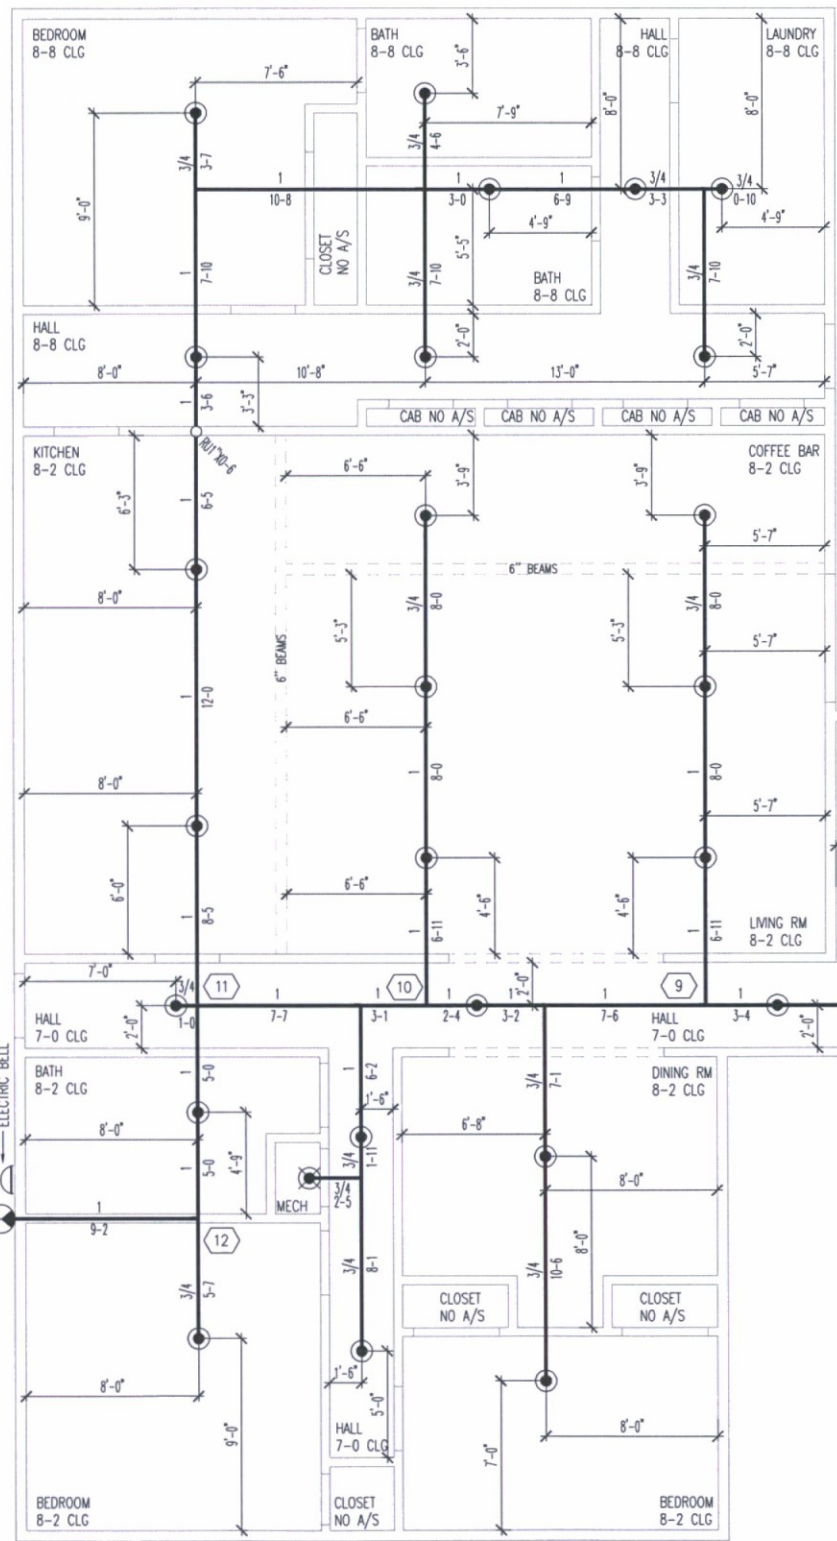 BEDROOM
8-8 CLG
BATH
8-8 CLG
HALL
8-8 CLG
LAUNDRY
8-8 CLG
7'-6"
3'-6"
8'-0"
8'-0"
9'-0"
3/4
3-7
3/4
4-6
7'-9"
1
10-8
1
3-0
1
6-9
3/4
3-3
3/4
0-10
4'-9"
4'-9"
5'-5"
1
7-10
3/4
7-10
3/4
7-10
CLOSET
NO A/S
BATH
8-8 CLG
HALL
8-8 CLG
2'-0"
2'-0"
8'-0"
10'-8"
13'-0"
5'-7"
1
3-6
3'-3"
CAB NO A/S
CAB NO A/S
CAB NO A/S
CAB NO A/S
RU1"X0-6
KITCHEN
8-2 CLG
COFFEE BAR
8-2 CLG
6'-3"
1
6-5
6'-6"
3'-9"
3'-9"
5'-7"
6" BEAMS
8'-0"
5'-3"
3/4
8-0
5'-3"
3/4
8-0
5'-7"
6" BEAMS
1
12-0
6'-6"
1
8-0
1
8-0
8'-0"
5'-7"
6'-0"
1
8-5
6'-6"
4'-6"
4'-6"
1
6-11
1
6-11
LIVING RM
8-2 CLG
7'-0"
3/4
1-0
11
10
9
2'-0"
1
7-7
1
3-1
1
2-4
1
3-2
1
7-6
1
3-4
HALL
7-0 CLG
2'-0"
HALL
7-0 CLG
2'-0"
ELECTRIC BELL
BATH
8-2 CLG
1
5-0
1
6-2
1'-6"
3/4
7-1
DINING RM
8-2 CLG
8'-0"
1
5-0
4'-9"
3/4
1-11
6'-8"
MECH
3/4
2-5
8'-0"
1
9-2
12
8'-0"
3/4
5-7
3/4
8-1
3/4
10-6
CLOSET
NO A/S
CLOSET
NO A/S
8'-0"
9'-0"
1'-6"
5'-0"
7'-0"
8'-0"
HALL
7-0 CLG
BEDROOM
8-2 CLG
CLOSET
NO A/S
BEDROOM
8-2 CLG